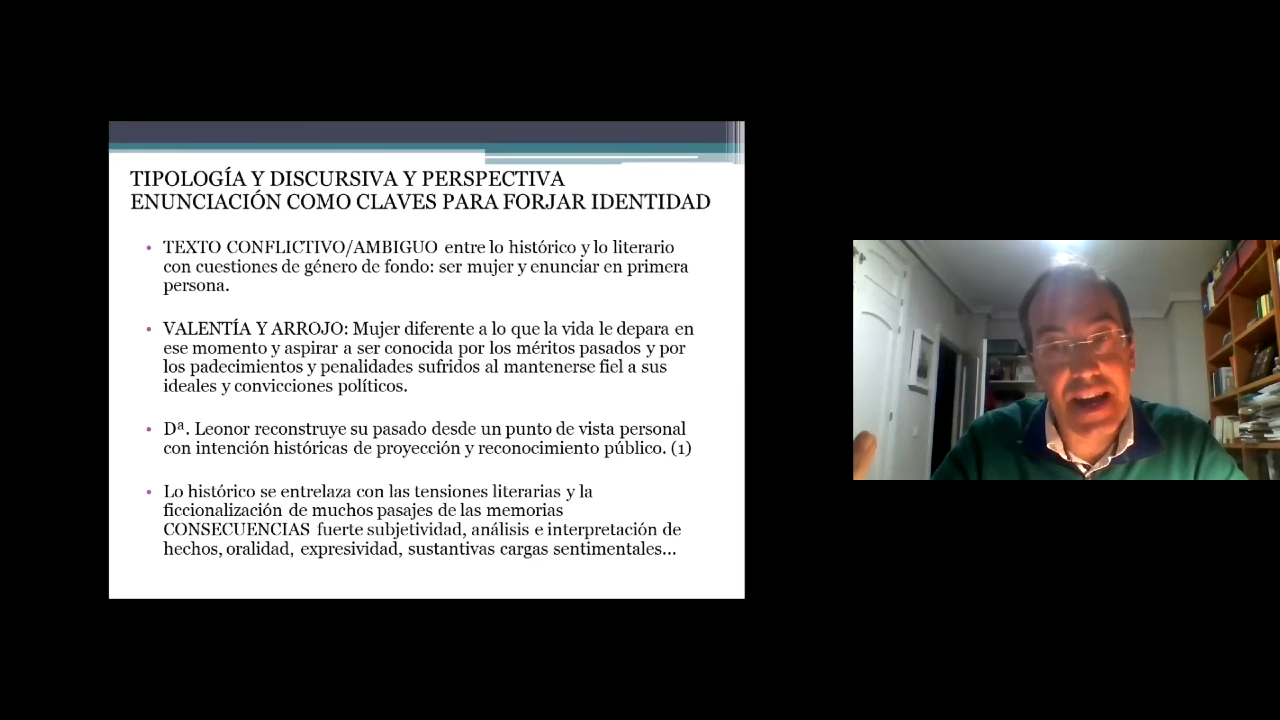 TIPOLOGÍA Y DISCURSIVA Y PERSPECTIVA
ENUNCIACIÓN COMO CLAVES PARA FORJAR IDENTIDAD
• TEXTO CONFLICTIVO/AMBIGUO entre lo histórico y lo literario
con cuestiones de género de fondo: ser mujer y enunciar en primera
persona.
• VALENTÍA Y ARROJO: Mujer diferente a lo que la vida le depara en
ese momento y aspirar a ser conocida por los méritos pasados y por
los padecimientos y penalidades sufridos al mantenerse fiel a sus
ideales y convicciones políticos.
• Dª. Leonor reconstruye su pasado desde un punto de vista personal
con intención históricas de proyección y reconocimiento público. (1)
• Lo histórico se entrelaza con las tensiones literarias y la
ficcionalización de muchos pasajes de las memorias
CONSECUENCIAS fuerte subjetividad, análisis e interpretación de
hechos, oralidad, expresividad, sustantivas cargas sentimentales...